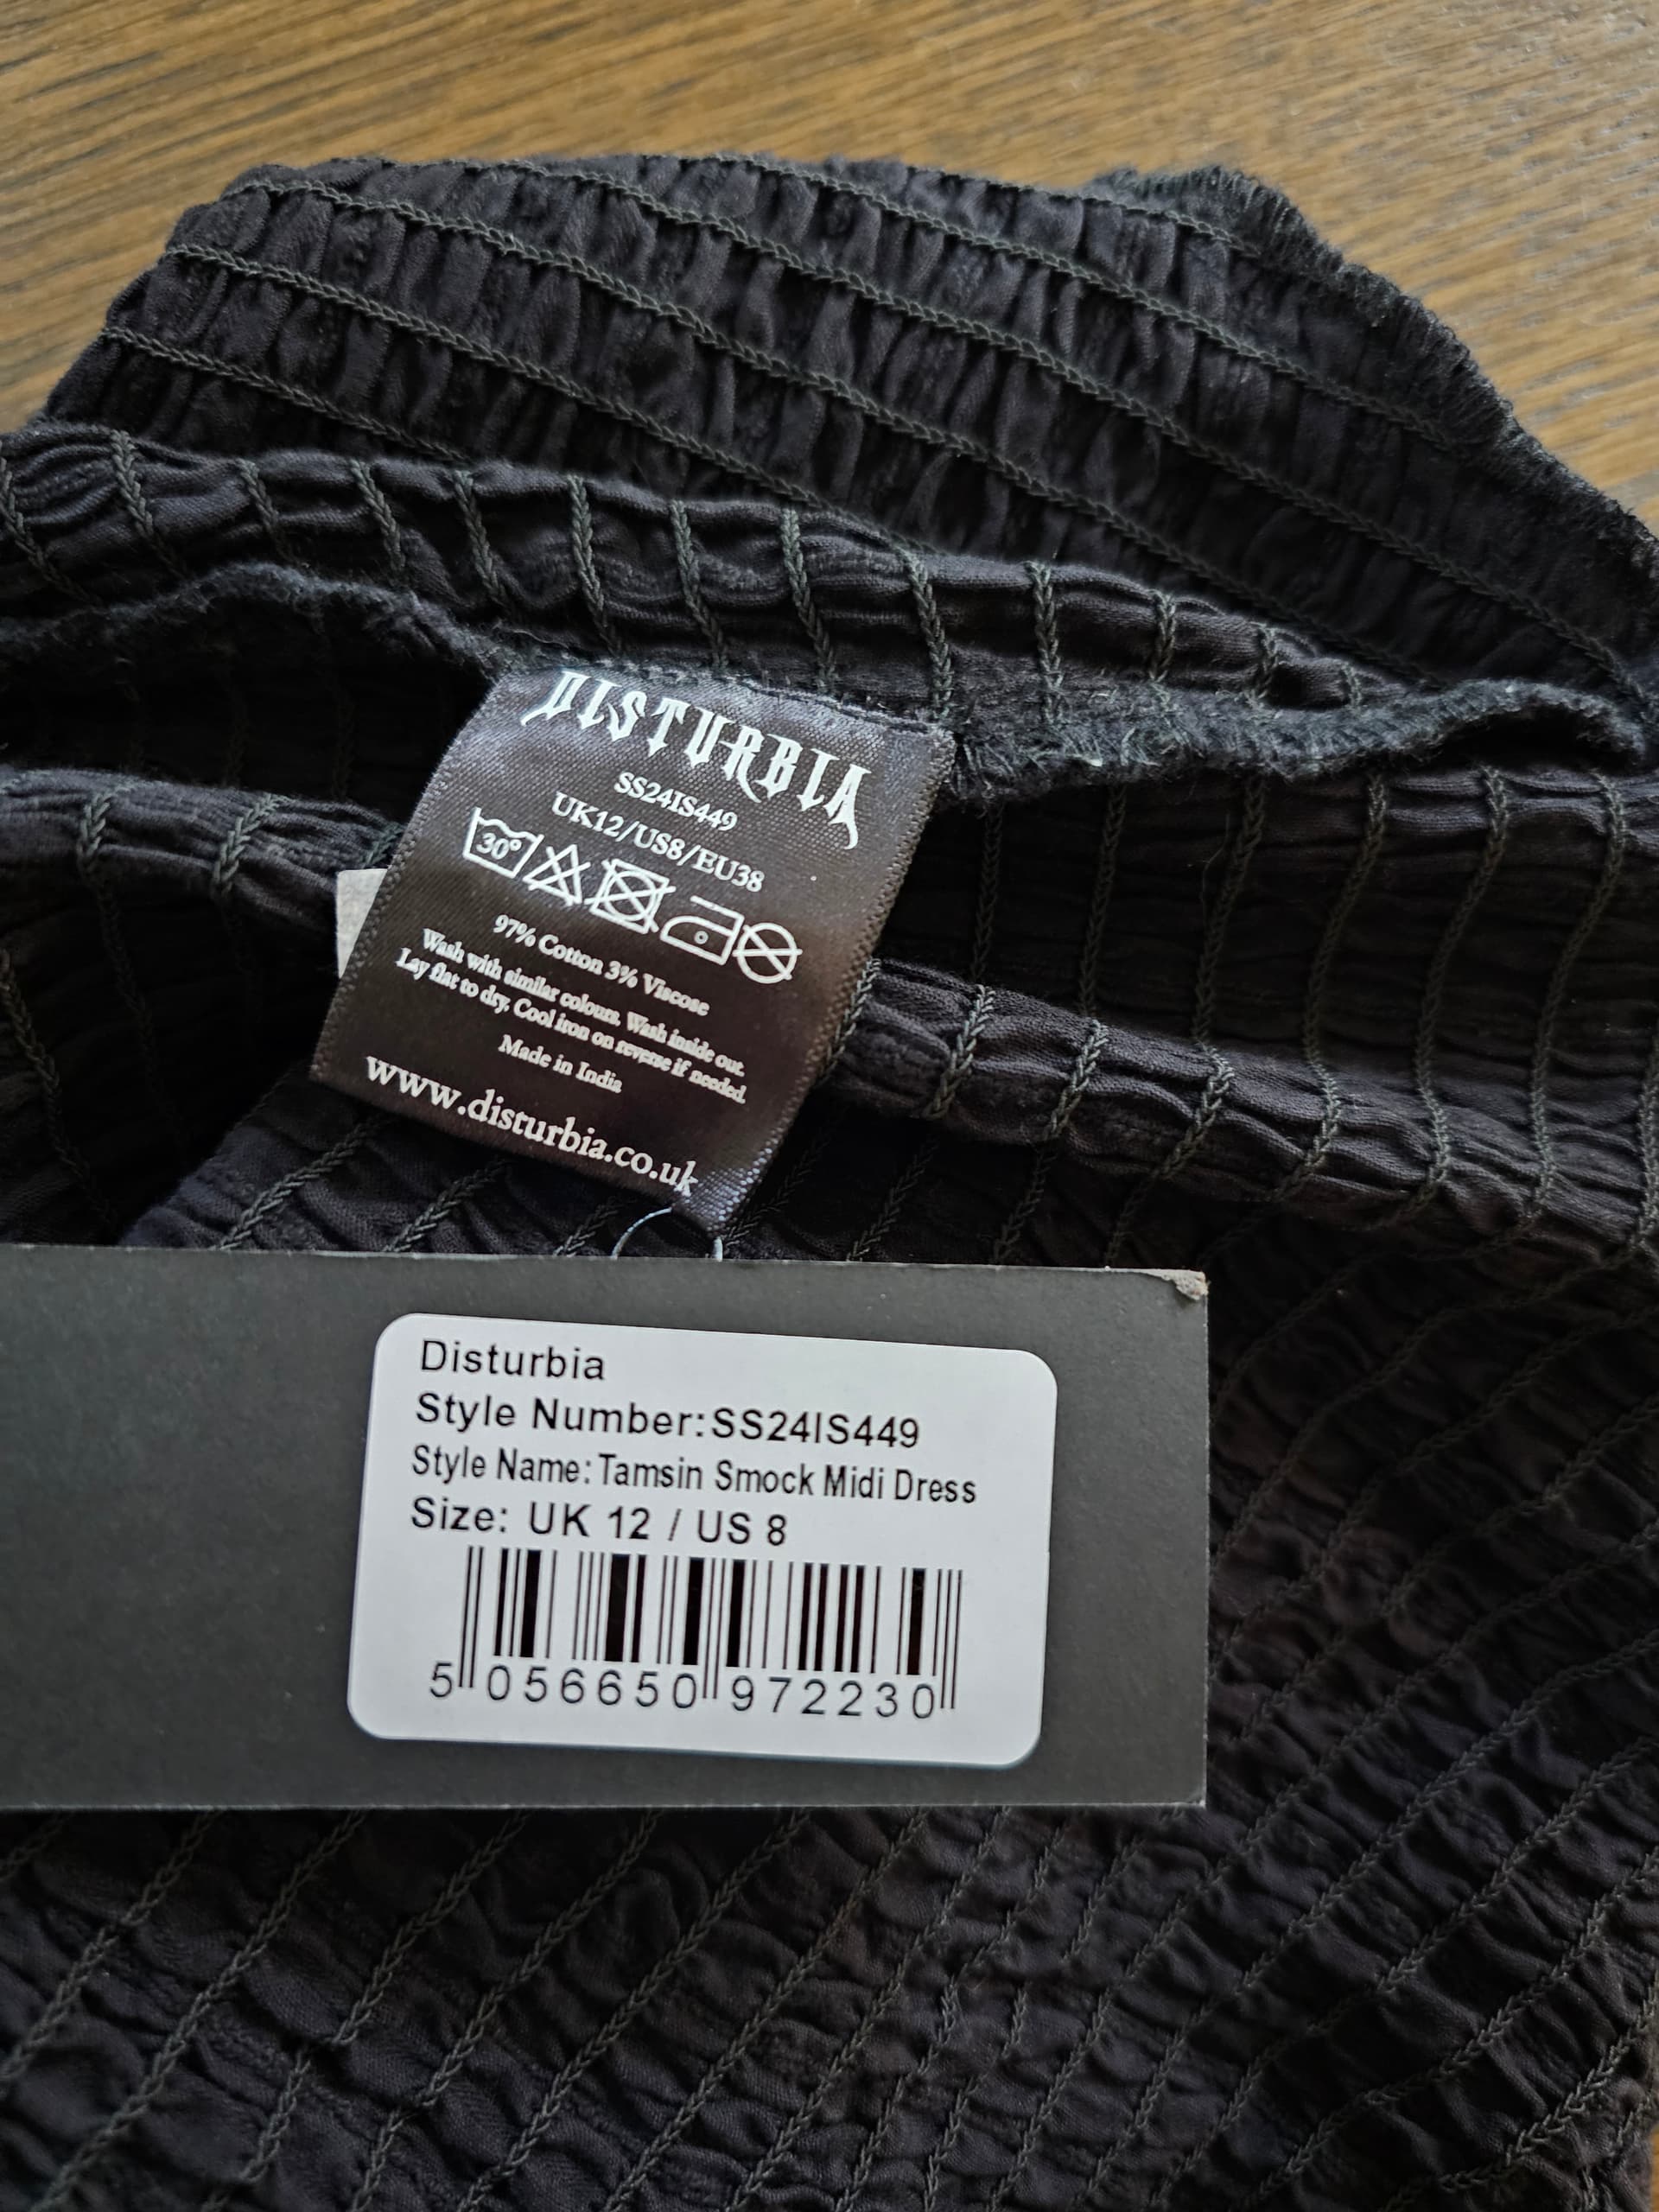 DISTURBIA
SS24IS449
UK12/US8/EU38
30°
97% Cotton 3% Viscose
Wash with similar colours. Wash inside out.
Lay flat to dry. Cool iron on reverse if needed.
Made in India
www.disturbia.co.uk
Disturbia
Style Number:SS24IS449
Style Name:Tamsin Smock Midi Dress
Size: UK 12 / US 8
5 056650 972230